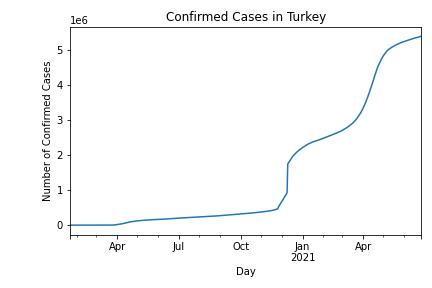 Confirmed Cases in Turkey
1e6
Number of Confirmed Cases
5
4
3
2
1
0
Apr
Jul
Oct
Jan
2021
Apr
Day